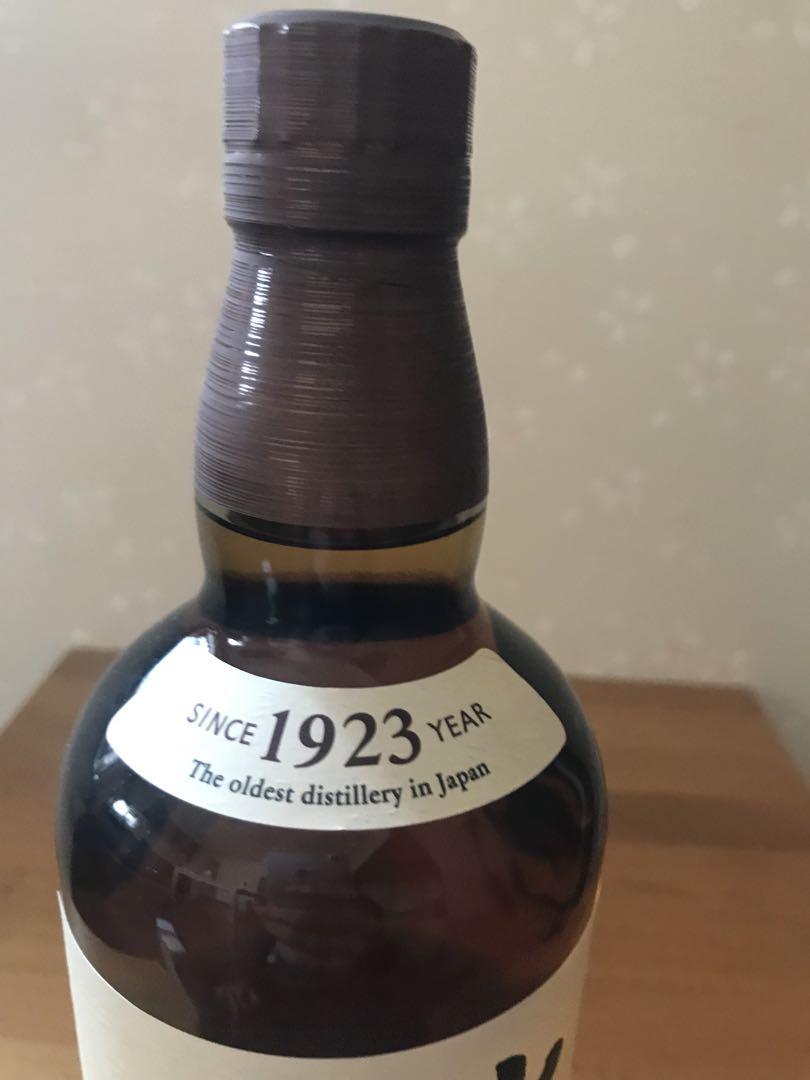 SINCE 1923 YEAR
The oldest distillery in Japan